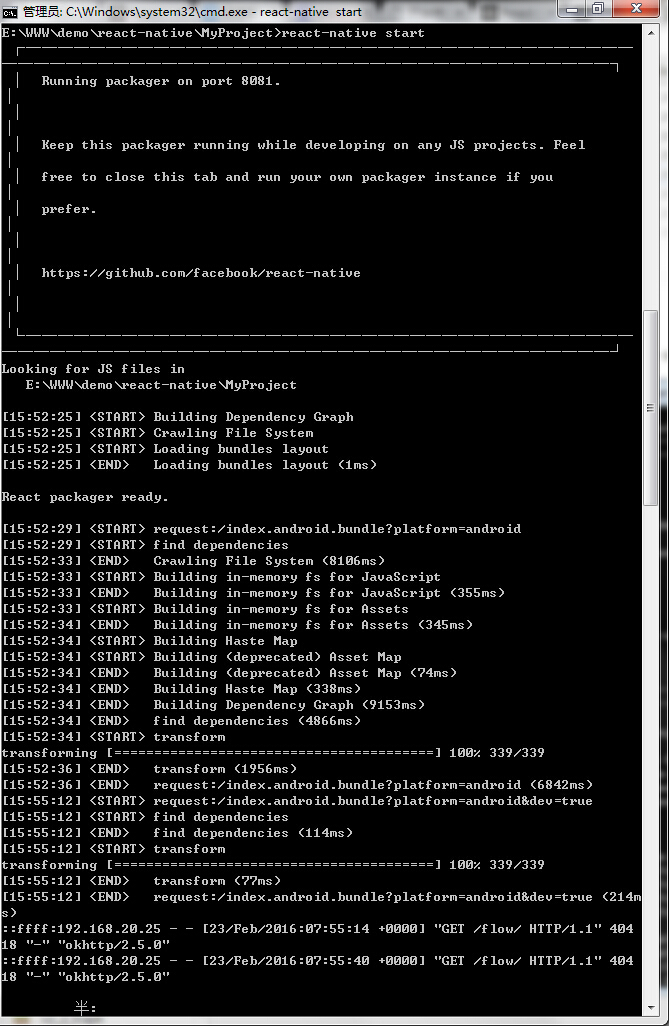 管理员: C:\Windows\system32\cmd.exe - react-native  start
E:\WWW\demo\react-native\MyProject>react-native start
Running packager on port 8081.
Keep this packager running while developing on any JS projects. Feel
free to close this tab and run your own packager instance if you
prefer.
https://github.com/facebook/react-native
Looking for JS files in
E:\WWW\demo\react-native\MyProject
[15:52:25] <START> Building Dependency Graph
[15:52:25] <START> Crawling File System
[15:52:25] <START> Loading bundles layout
[15:52:25] <END>   Loading bundles layout (1ms)
React packager ready.
[15:52:29] <START> request:/index.android.bundle?platform=android
[15:52:29] <START> find dependencies
[15:52:33] <END>   Crawling File System (8106ms)
[15:52:33] <START> Building in-memory fs for JavaScript
[15:52:33] <END>   Building in-memory fs for JavaScript (355ms)
[15:52:33] <START> Building in-memory fs for Assets
[15:52:34] <END>   Building in-memory fs for Assets (345ms)
[15:52:34] <START> Building Haste Map
[15:52:34] <START> Building (deprecated) Asset Map
[15:52:34] <END>   Building (deprecated) Asset Map (74ms)
[15:52:34] <END>   Building Haste Map (338ms)
[15:52:34] <END>   Building Dependency Graph (9153ms)
[15:52:34] <END>   find dependencies (4866ms)
[15:52:34] <START> transform
transforming [========================================] 100% 339/339
[15:52:36] <END>   transform (1956ms)
[15:52:36] <END>   request:/index.android.bundle?platform=android (6842ms)
[15:55:12] <START> request:/index.android.bundle?platform=android&dev=true
[15:55:12] <START> find dependencies
[15:55:12] <END>   find dependencies (114ms)
[15:55:12] <START> transform
transforming [========================================] 100% 339/339
[15:55:12] <END>   transform (77ms)
[15:55:12] <END>   request:/index.android.bundle?platform=android&dev=true (214m
s)
::ffff:192.168.20.25 - - [23/Feb/2016:07:55:14 +0000] "GET /flow/ HTTP/1.1" 404
18 "-" "okhttp/2.5.0"
::ffff:192.168.20.25 - - [23/Feb/2016:07:55:40 +0000] "GET /flow/ HTTP/1.1" 404
18 "-" "okhttp/2.5.0"
半: